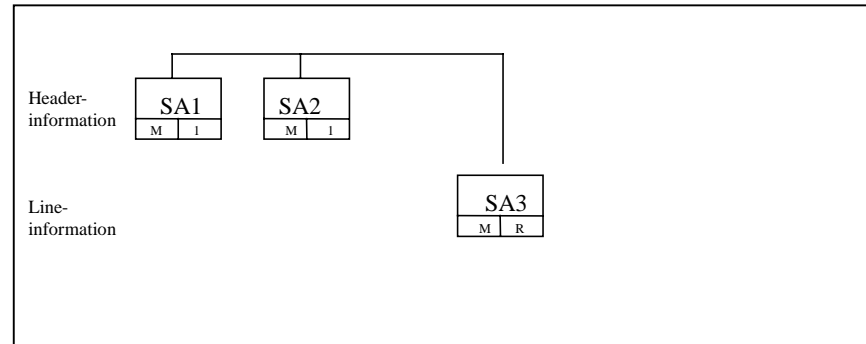 Header-
information
SA1
M 1
SA2
M 1
Line-
information
SA3
M R